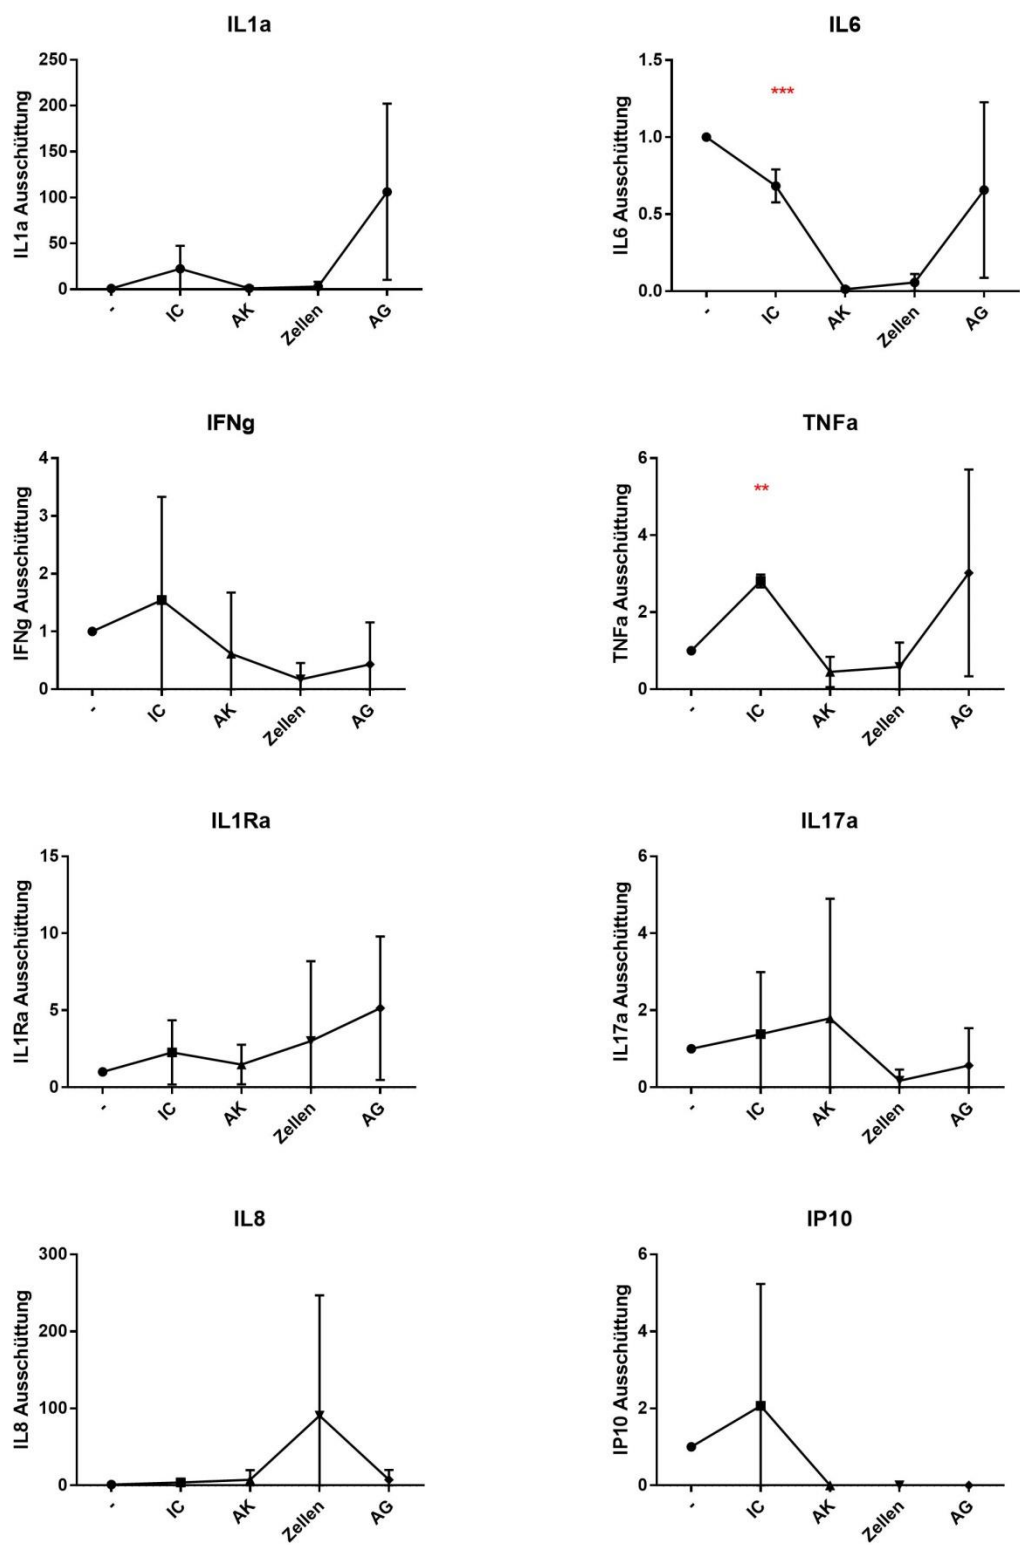 IL1a
IL1a Ausschüttung
250
200
150
100
50
0
-
IC
AK
Zellen
AG
IL6
***
IL6 Ausschüttung
1.5
1.0
0.5
0.0
-
IC
AK
Zellen
AG
IFNg
IFNg Ausschüttung
4
3
2
1
0
-
IC
AK
Zellen
AG
TNFa
**
TNFa Ausschüttung
6
4
2
0
-
IC
AK
Zellen
AG
IL1Ra
IL1Ra Ausschüttung
15
10
5
0
-
IC
AK
Zellen
AG
IL17a
IL17a Ausschüttung
6
4
2
0
-
IC
AK
Zellen
AG
IL8
IL8 Ausschüttung
300
200
100
0
-
IC
AK
Zellen
AG
IP10
IP10 Ausschüttung
6
4
2
0
-
IC
AK
Zellen
AG